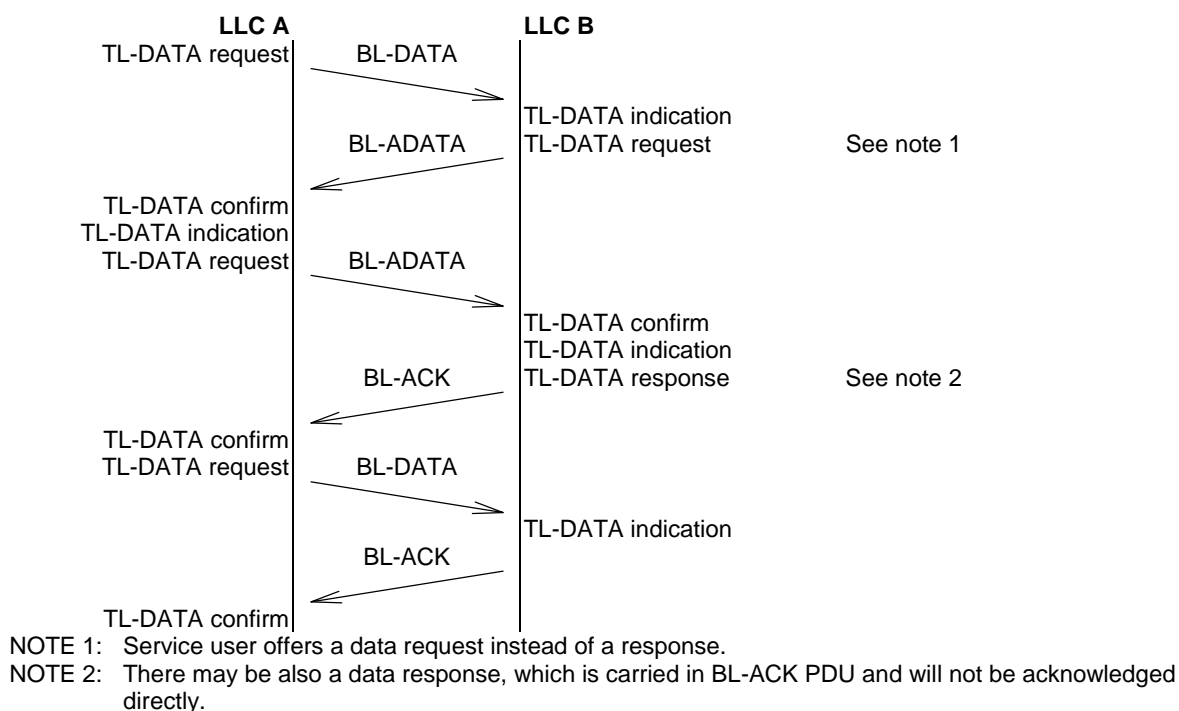 LLC A LLC B
TL-DATA request BL-DATA
TL-DATA indication
BL-ADATA TL-DATA request See note 1
TL-DATA confirm
TL-DATA indication
TL-DATA request BL-ADATA
TL-DATA confirm
TL-DATA indication
BL-ACK TL-DATA response See note 2
TL-DATA confirm
TL-DATA request BL-DATA
TL-DATA indication
BL-ACK
TL-DATA confirm
NOTE 1: Service user offers a data request instead of a response.
NOTE 2: There may be also a data response, which is carried in BL-ACK PDU and will not be acknowledged
directly.